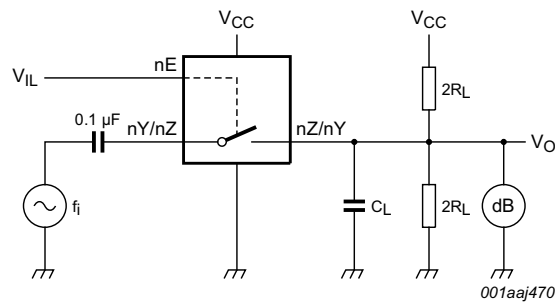 VCC
VCC
nE
VIL
2RL
0.1 µF
nY/nZ
nZ/nY
VO
fi
CL
2RL
dB
001aaj470